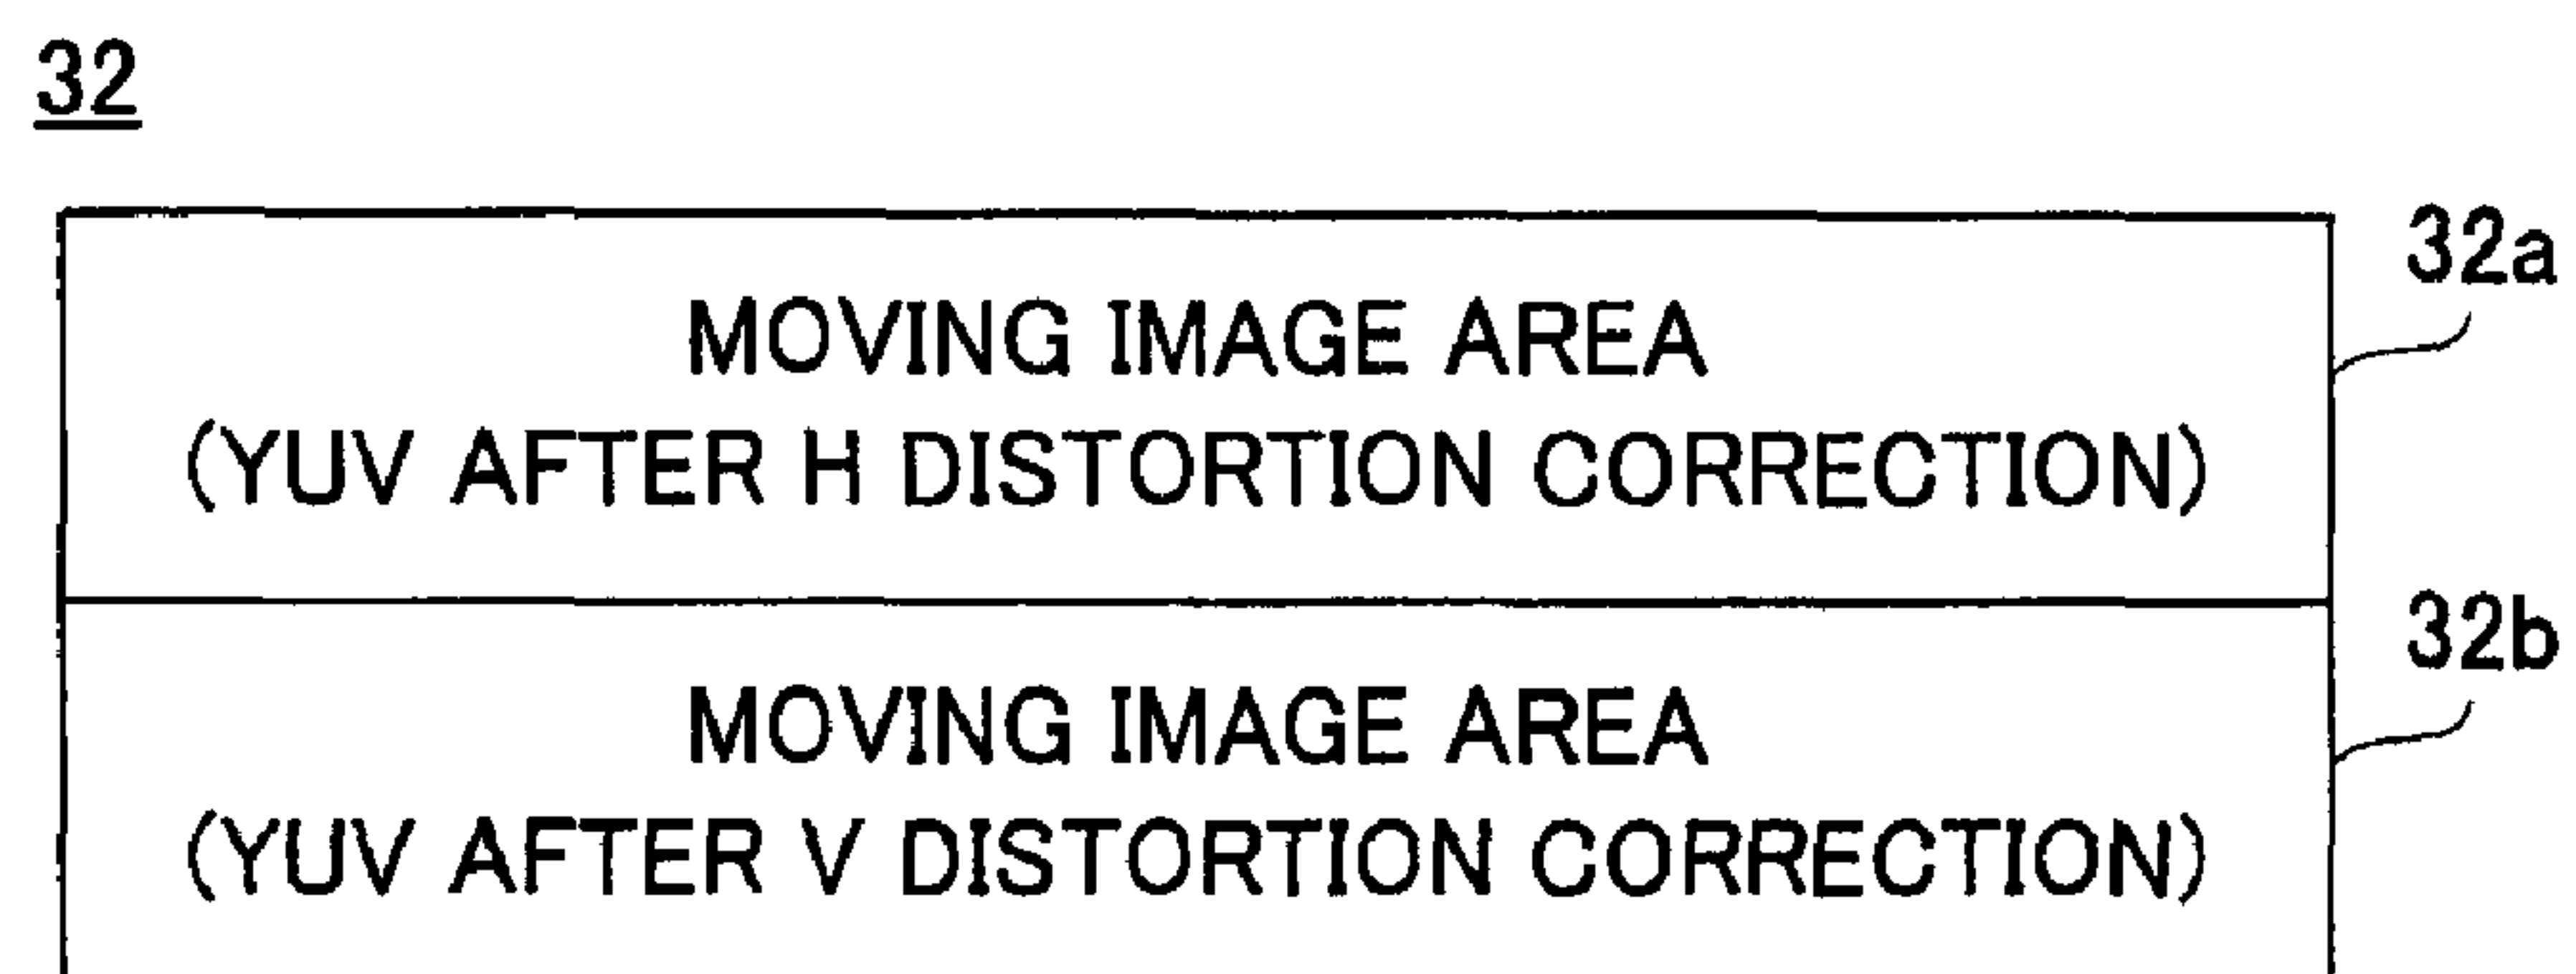 32
32a
MOVING IMAGE AREA
(YUV AFTER H DISTORTION CORRECTION)
32b
MOVING IMAGE AREA
(YUV AFTER V DISTORTION CORRECTION)